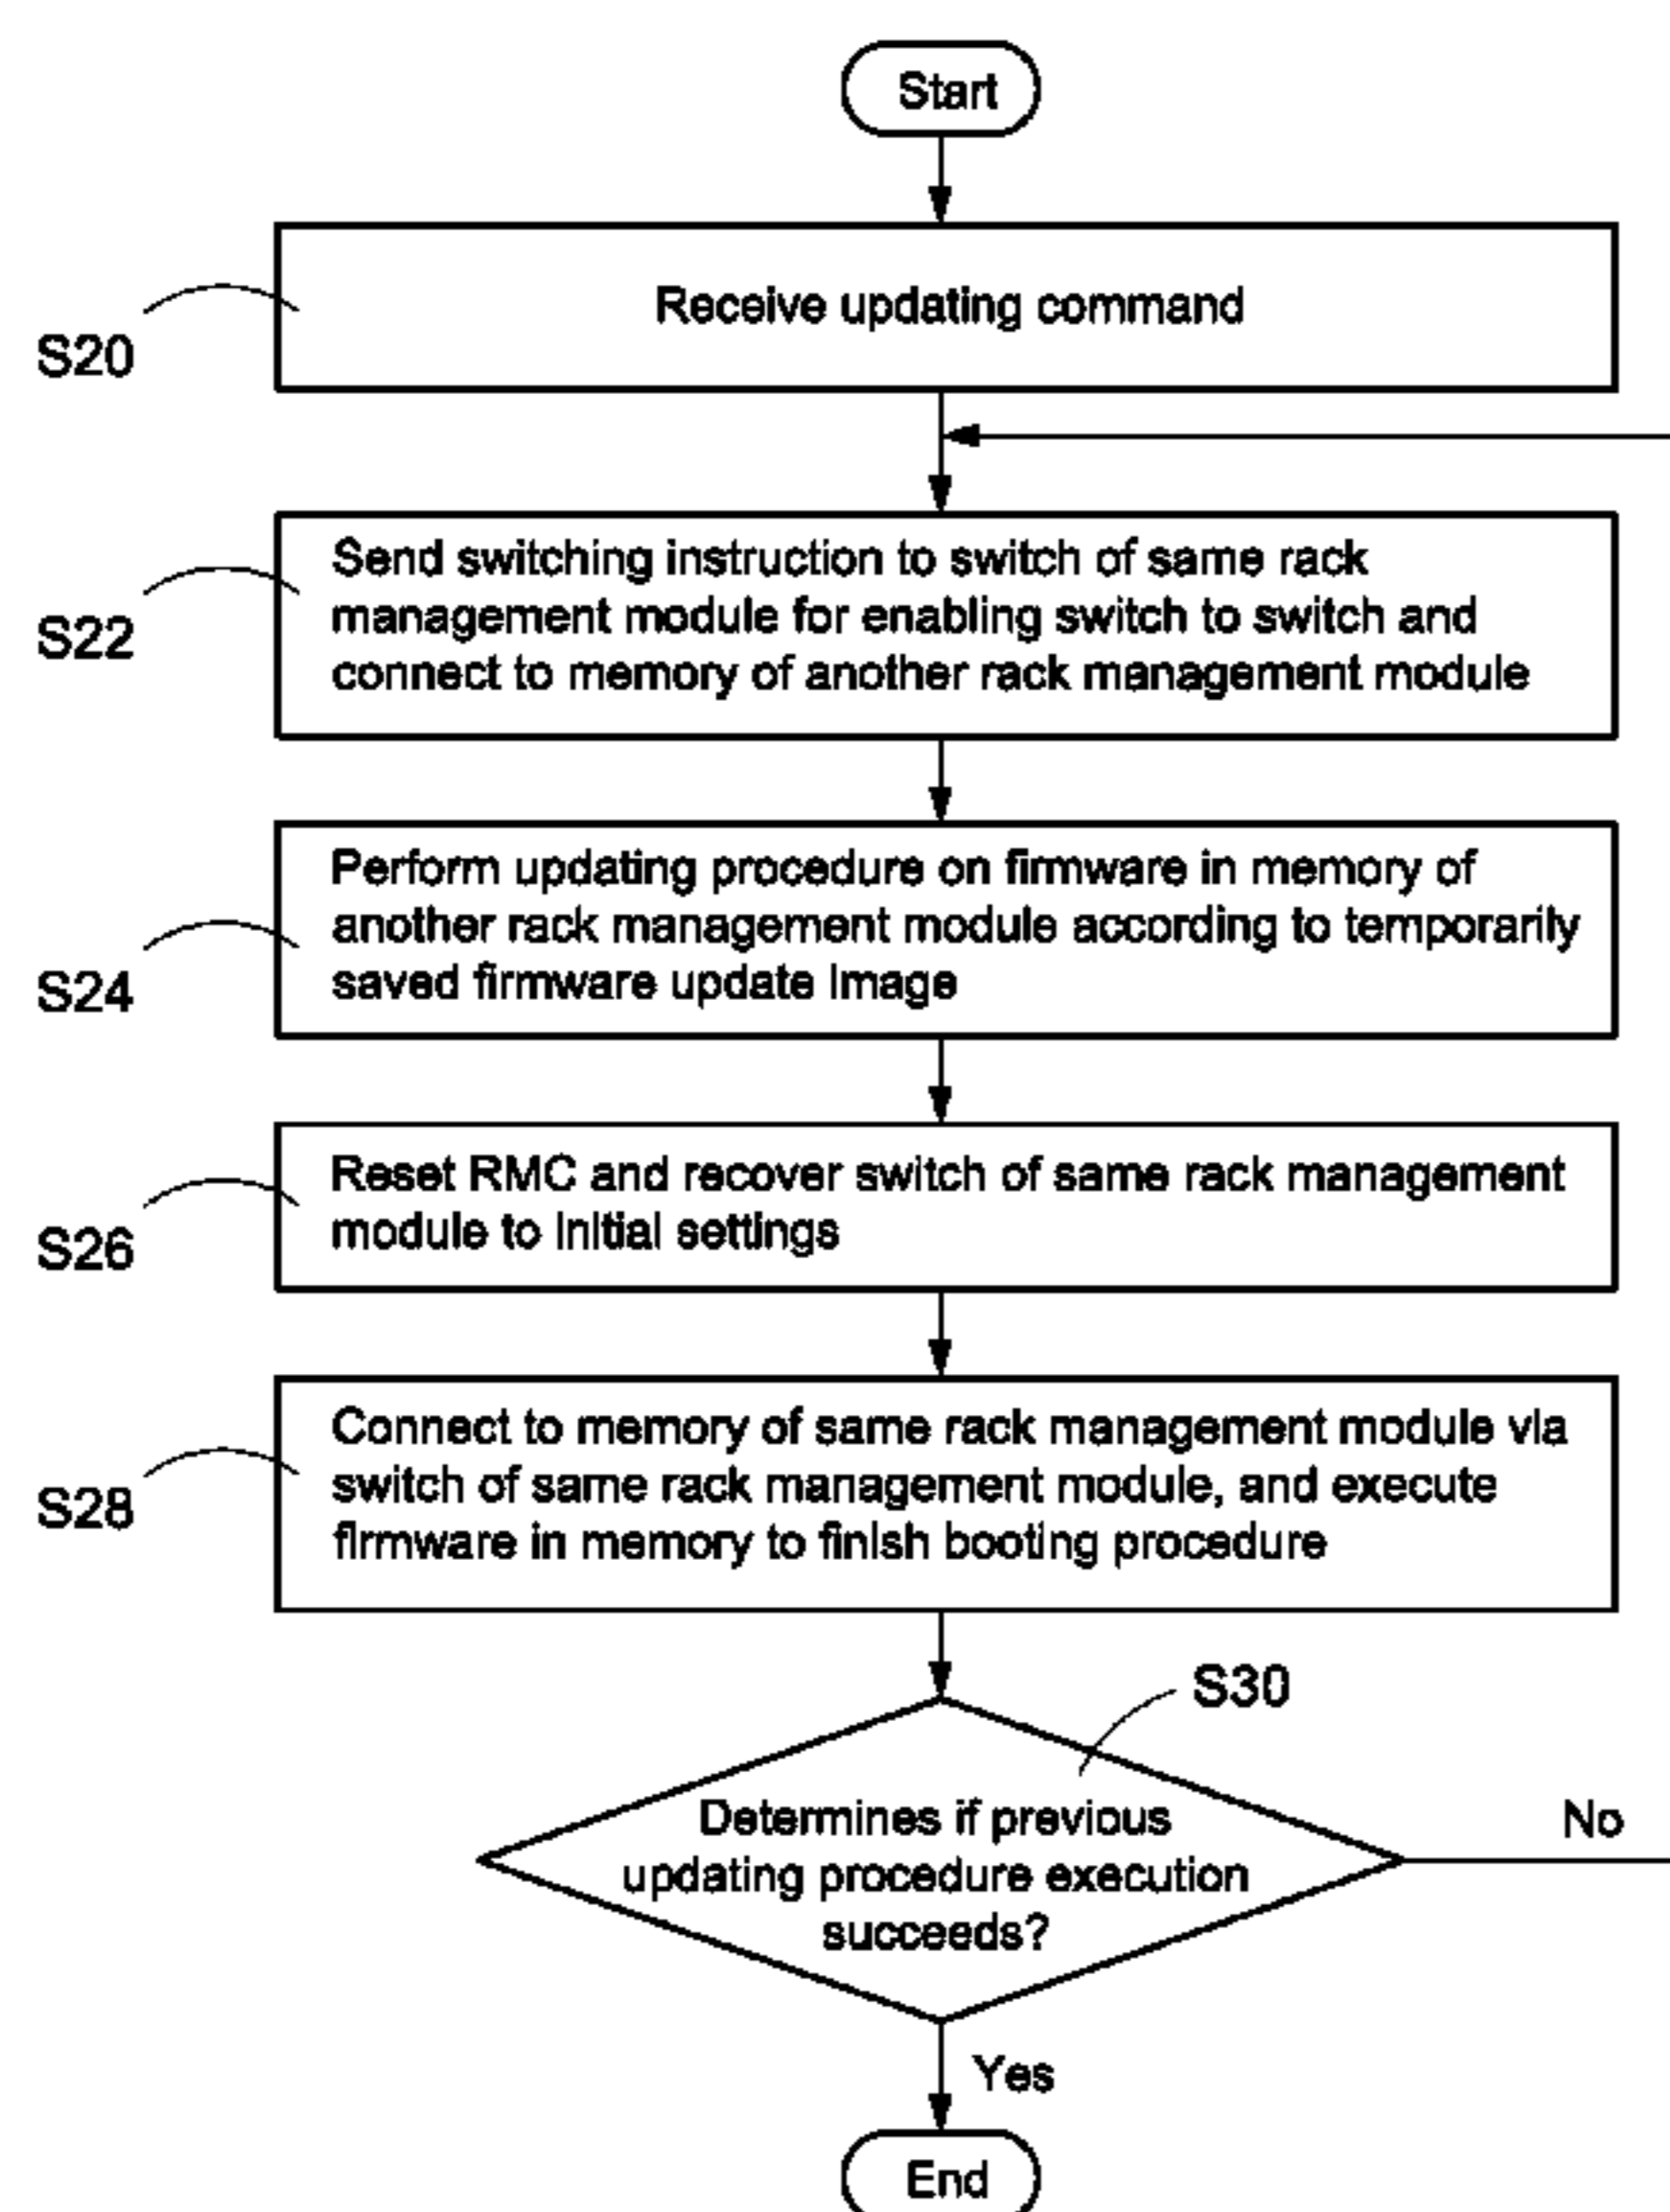 Start
Receive updating command
S20
Send switching instruction to switch of same rack
management module for enabling switch to switch and
connect to memory of another rack management module
S22
Perform updating procedure on firmware in memory of
another rack management module according to temporarily
saved firmware update image
S24
Reset RMC and recover switch of same rack management
module to initial settings
S26
Connect to memory of same rack management module via
switch of same rack management module, and execute
firmware in memory to finish booting procedure
S28
S30
Determines if previous
updating procedure execution
succeeds?
No
Yes
End